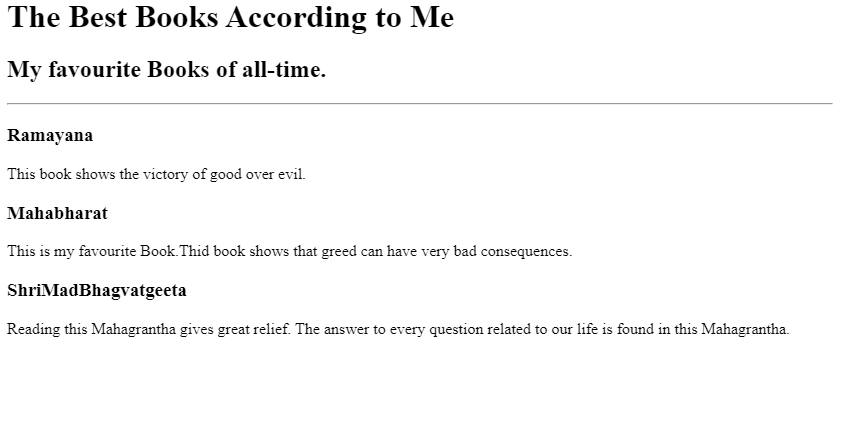 The Best Books According to Me
My favourite Books of all-time.
Ramayana
This book shows the victory of good over evil.
Mahabharat
This is my favourite Book.Thid book shows that greed can have very bad consequences.
ShriMadBhagvatgeeta
Reading this Mahagrantha gives great relief. The answer to every question related to our life is found in this Mahagrantha.